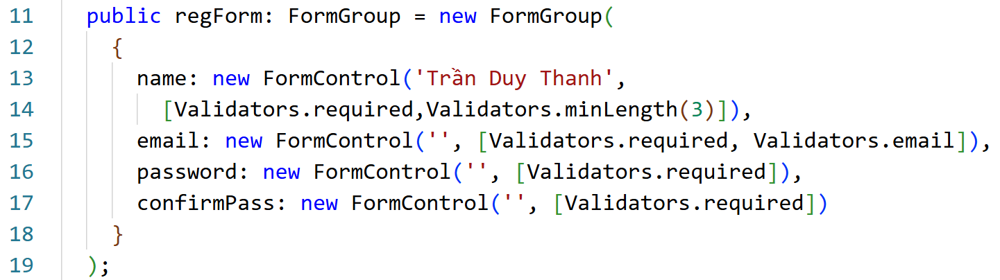 11 public regForm: FormGroup = new FormGroup(
12 {
13 name: new FormControl('Trần Duy Thanh',
14 [Validators.required,Validators.minLength(3)]),
15 email: new FormControl('', [Validators.required, Validators.email]),
16 password: new FormControl('', [Validators.required]),
17 confirmPass: new FormControl('', [Validators.required])
18 }
19 );